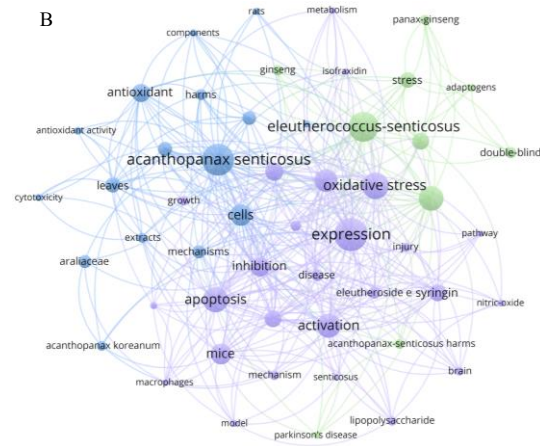 B
rats
metabolism
panax-ginseng
components
ginseng
isofraxidin
stress
adaptogens
antioxidant
harms
eleutherococcus-senticosus
antioxidant activity
double-blind
acanthopanax senticosus
oxidative stress
leaves
cytotoxicity
growth
cells
expression
pathway
extracts
mechanisms
injury
araliaceae
inhibition
disease
eleutheroside e
syringin
nitric-oxide
apoptosis
activation
acanthopanax koreanum
acanthopanax-senticosus harms
mice
brain
macrophages
mechanism
senticosus
model
lipopolysaccharide
parkinson's disease